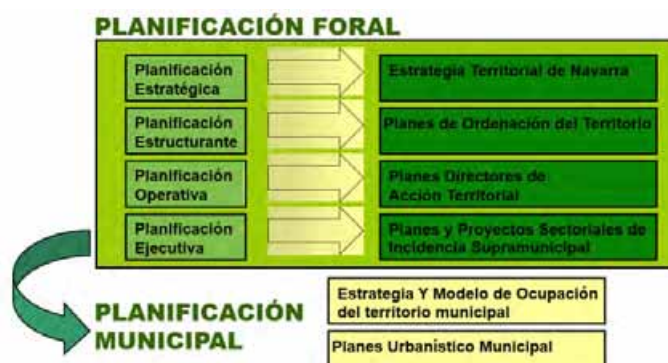 PLANIFICACIÓN FORAL
Planificación
Estratégica
Estrategia Territorial de Navarra
Planificación
Estructurante
Planes de Ordenación del Territorio
Planificación
Operativa
Planes Directores de
Acción Territorial
Planificación
Ejecutiva
Planes y Proyectos Sectoriales de
Incidencia Supramunicipal
PLANIFICACIÓN
MUNICIPAL
Estrategia Y Modelo de Ocupación
del territorio municipal
Planes Urbanístico Municipal